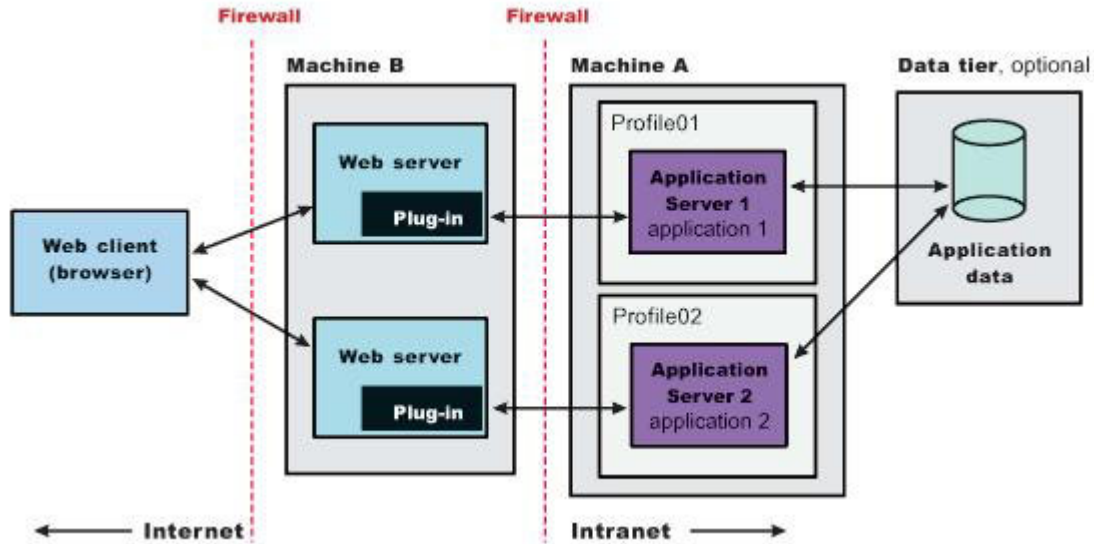 Firewall
Firewall
Machine B
Machine A
Data tier, optional
Profile01
Web server
Plug-in
Application
Server 1
application 1
Web client
(browser)
Application
data
Profile02
Web server
Plug-in
Application
Server 2
application 2
Internet
Intranet